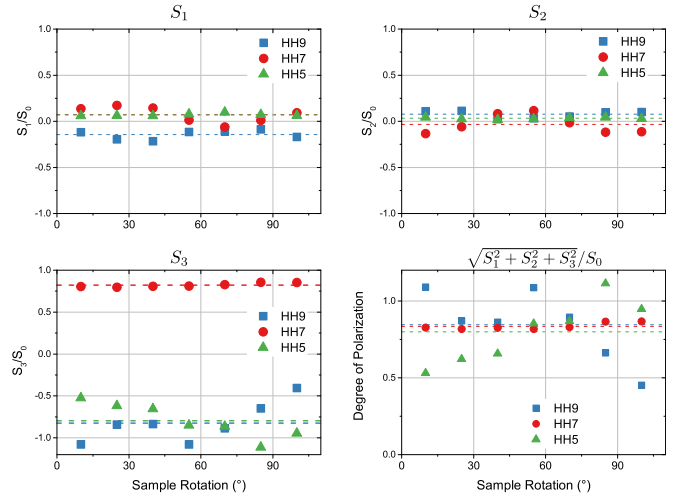 S₁
1.0
0.5
0.0
-0.5
-1.0
S₁/S₀
0
30
60
90
HH9
HH7
HH5
S₂
1.0
0.5
0.0
-0.5
-1.0
S₂/S₀
0
30
60
90
HH9
HH7
HH5
S₃
1.0
0.5
0.0
-0.5
-1.0
S₃/S₀
0
30
60
90
Sample Rotation (°)
HH9
HH7
HH5
√(S₁² + S₂² + S₃²)/S₀
1.0
0.5
0.0
Degree of Polarization
0
30
60
90
Sample Rotation (°)
HH9
HH7
HH5